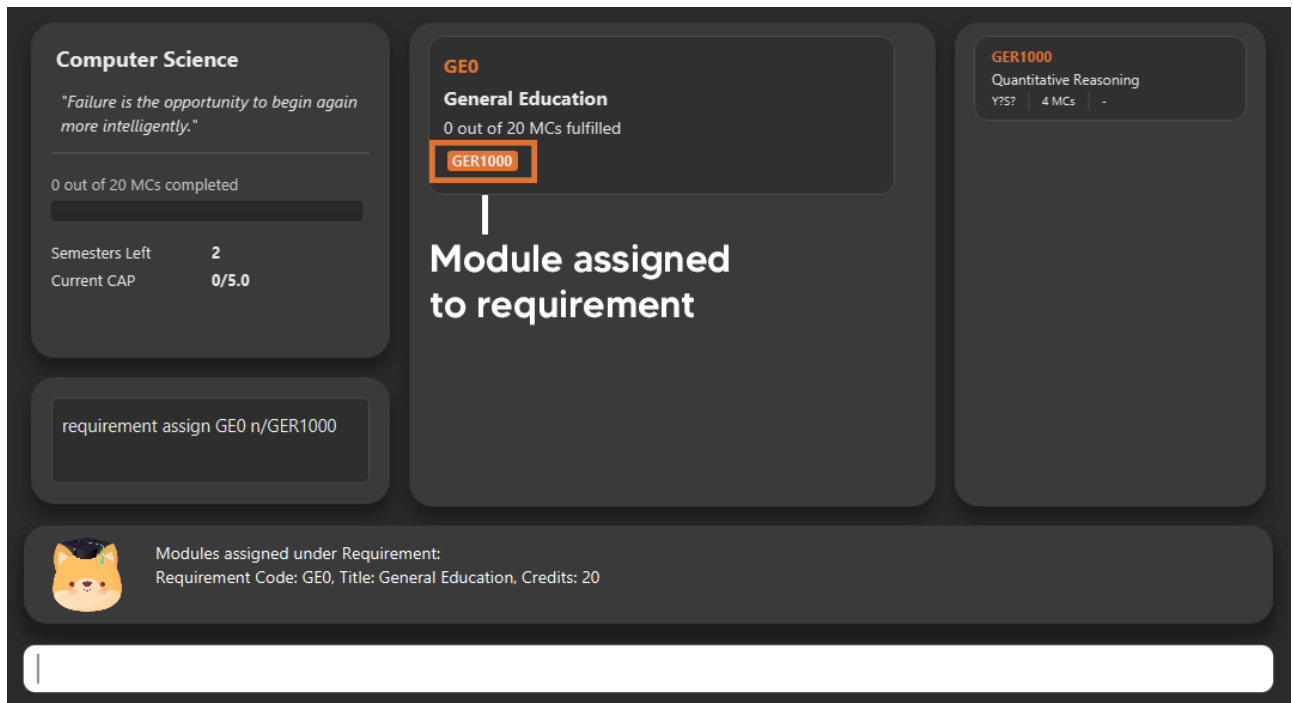 Computer Science
"Failure is the opportunity to begin again
more intelligently."
0 out of 20 MCs completed
Semesters Left 2
Current CAP 0/5.0
requirement assign GE0 n/GER1000
GE0
General Education
0 out of 20 MCs fulfilled
GER1000
Module assigned
to requirement
GER1000
Quantitative Reasoning
Y?S? 4 MCs -
Modules assigned under Requirement:
Requirement Code: GE0, Title: General Education, Credits: 20